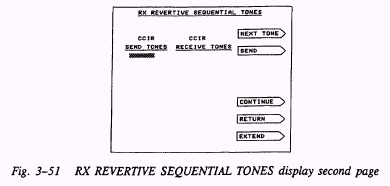 RX REVERTIVE SEQUENTIAL TONES
NEXT TONE
CCIR CCIR
SEND TONES RECEIVE TONES
SEND
CONTINUE
RETURN
EXTEND
Fig. 3–51 RX REVERTIVE SEQUENTIAL TONES display second page